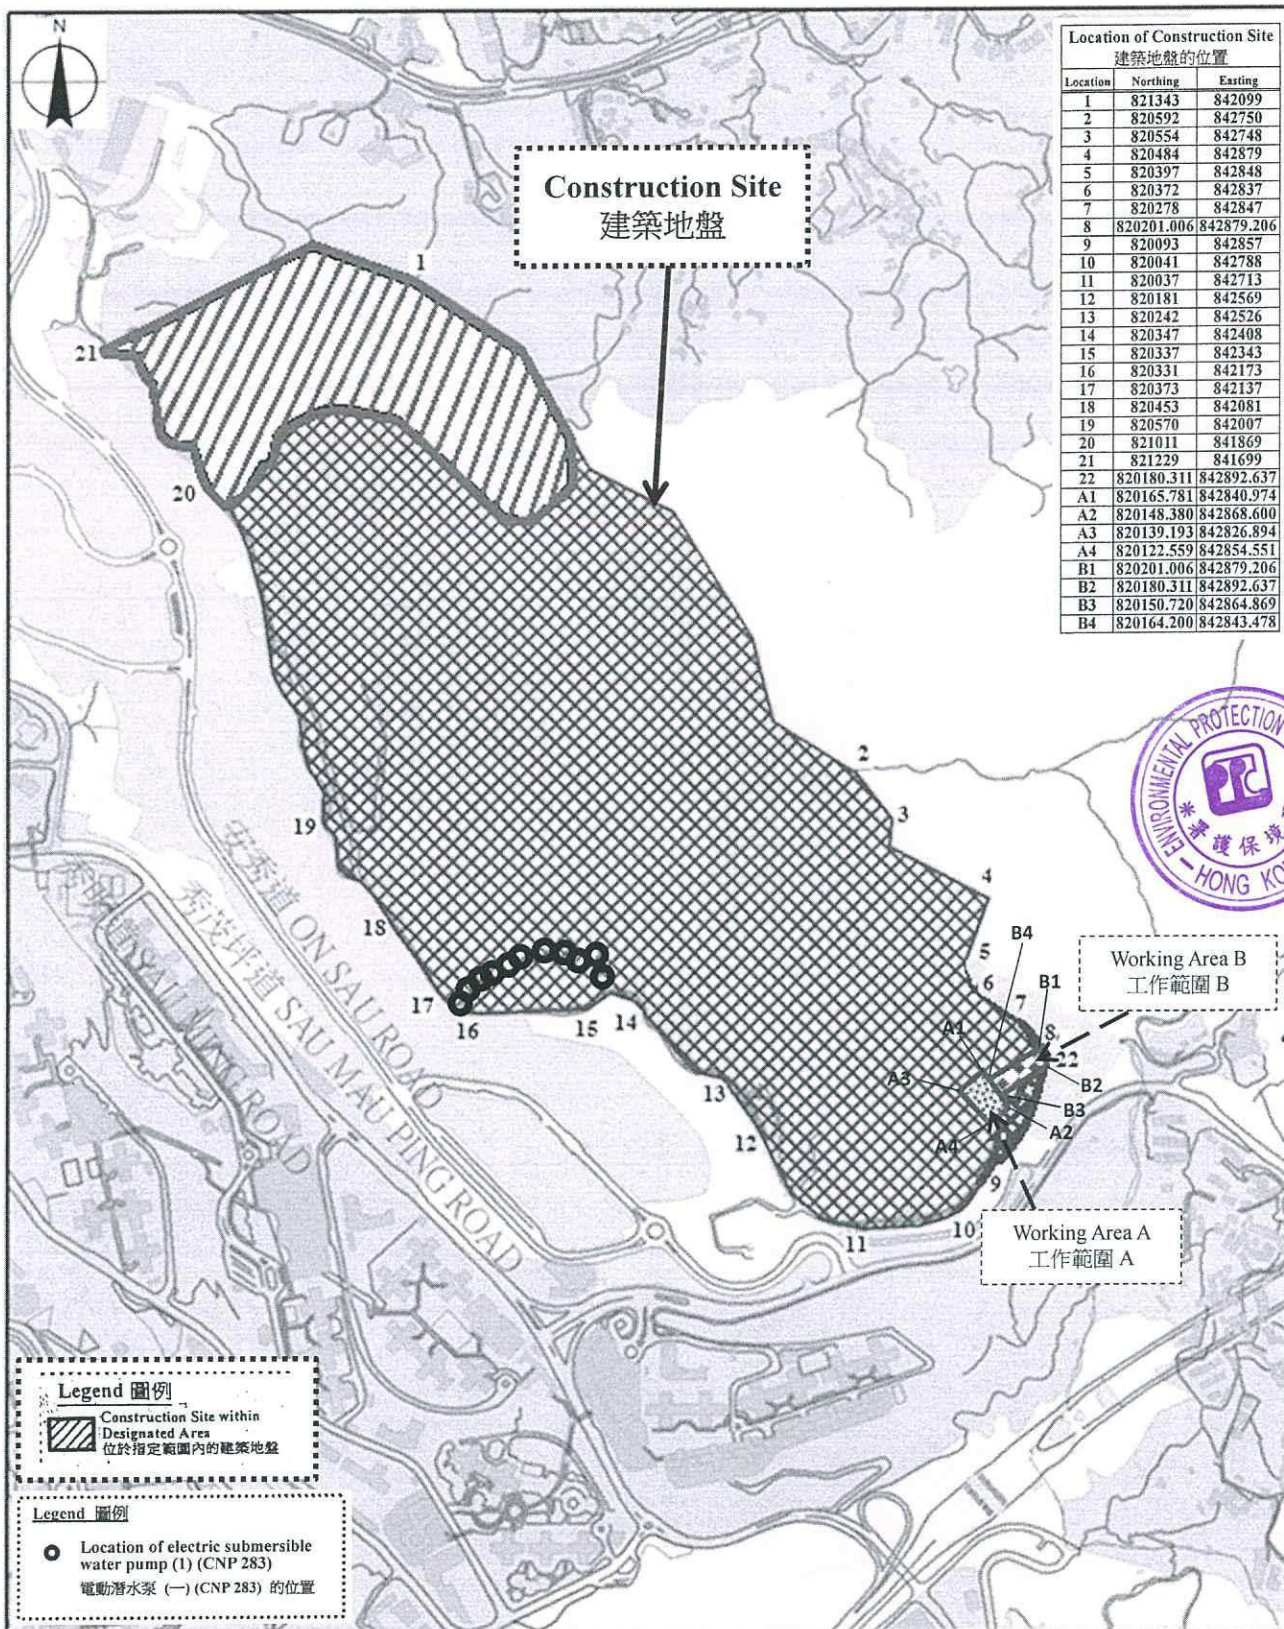 N
Location of Construction Site
建築地盤的位置
Location Northing Easting
1 821343 842099
2 820592 842750
3 820554 842748
4 820484 842879
5 820397 842848
6 820372 842837
7 820278 842847
8 820201.006 842879.206
9 820093 842857
10 820041 842788
11 820037 842713
12 820181 842569
13 820242 842526
14 820347 842408
15 820337 842343
16 820331 842173
17 820373 842137
18 820453 842081
19 820570 842007
20 821011 841869
21 821229 841699
22 820180.311 842892.637
A1 820165.781 842840.974
A2 820148.380 842868.600
A3 820139.193 842826.894
A4 820122.559 842854.551
B1 820201.006 842879.206
B2 820180.311 842892.637
B3 820150.720 842864.869
B4 820164.200 842843.478
Construction Site
建築地盤
1
21
20
2
3
19
4
18
5
6
7
8
17
16
15
14
22
13
12
9
10
11
B4
B1
A1
B2
A3
B3
A2
A4
ENVIRONMENTAL PROTECTION
署護保境
HONG KO
Working Area B
工作範圍 B
Working Area A
工作範圍 A
安秀道 ON SAU ROAD
秀茂坪道 SAU MAU PING ROAD
ROAD
Legend 圖例
Construction Site within
Designated Area
位於指定範圍內的建築地盤
Legend 圖例
Location of electric submersible
water pump (1) (CNP 283)
電動潛水泵 (一) (CNP 283) 的位置